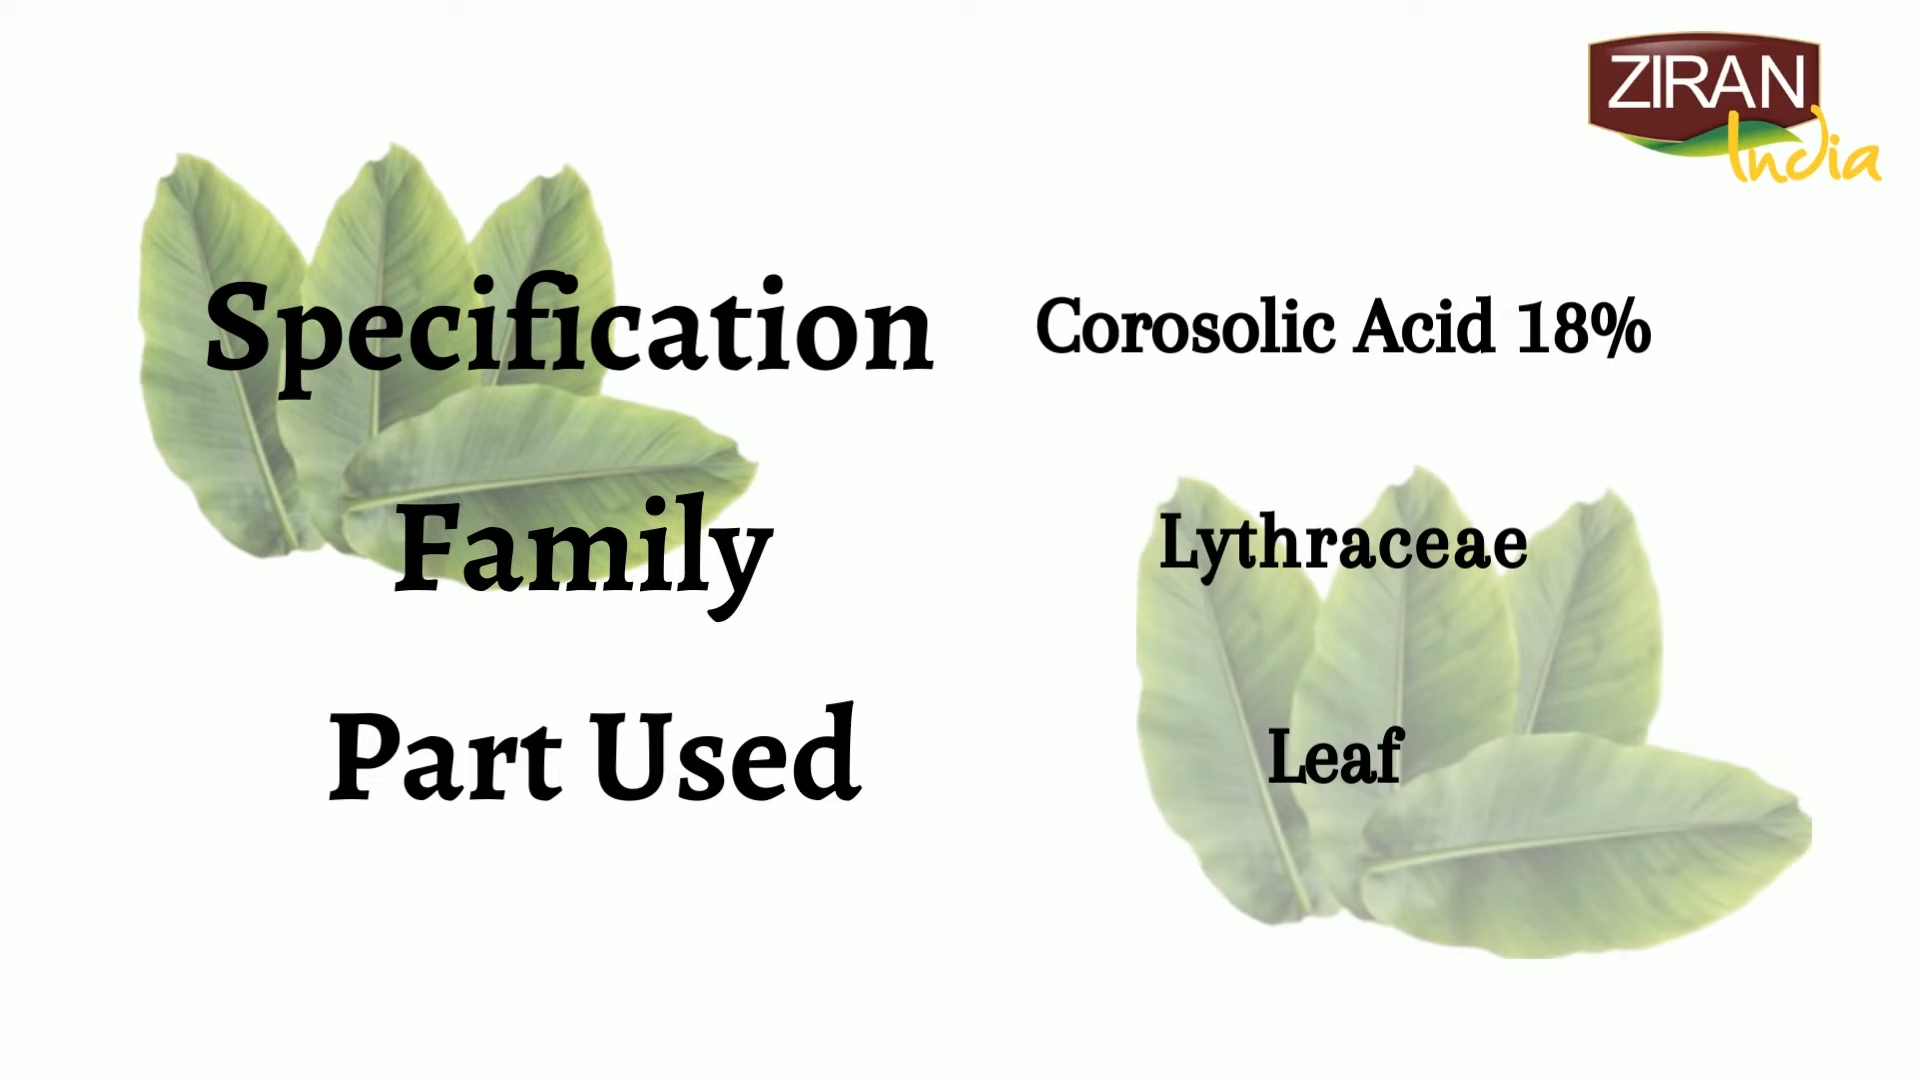 ZIRAN
India
Specification
Corosolic Acid 18%
Family
Lythraceae
Part Used
Leaf